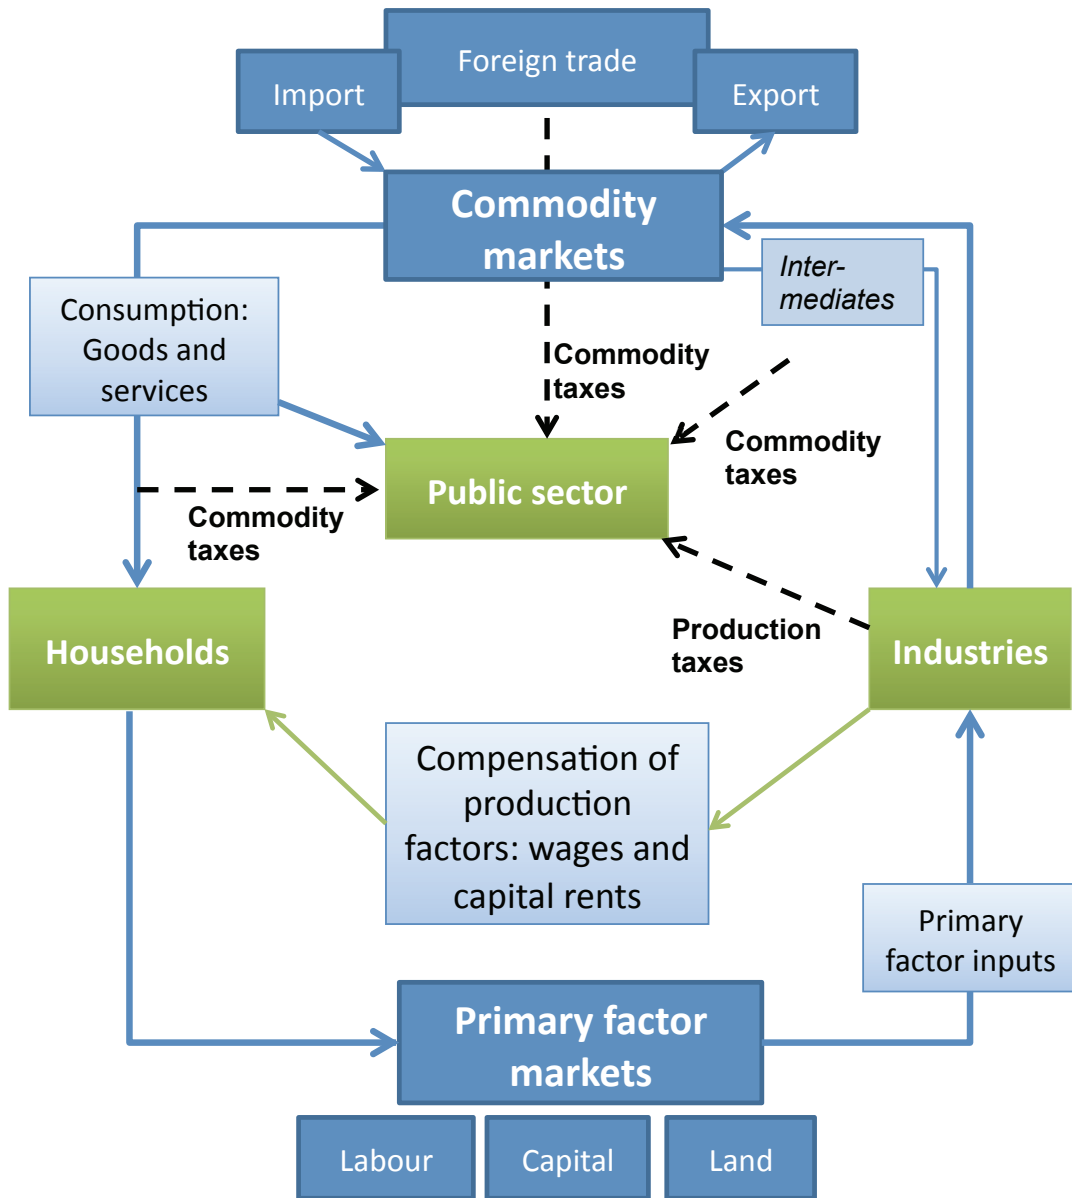 Foreign trade
Import
Export
Commodity
markets
Inter-
mediates
Consumption:
Goods and
services
Commodity
taxes
Commodity
taxes
Public sector
Commodity
taxes
Households
Production
taxes
Industries
Compensation of
production
factors: wages and
capital rents
Primary
factor inputs
Primary factor
markets
Labour
Capital
Land